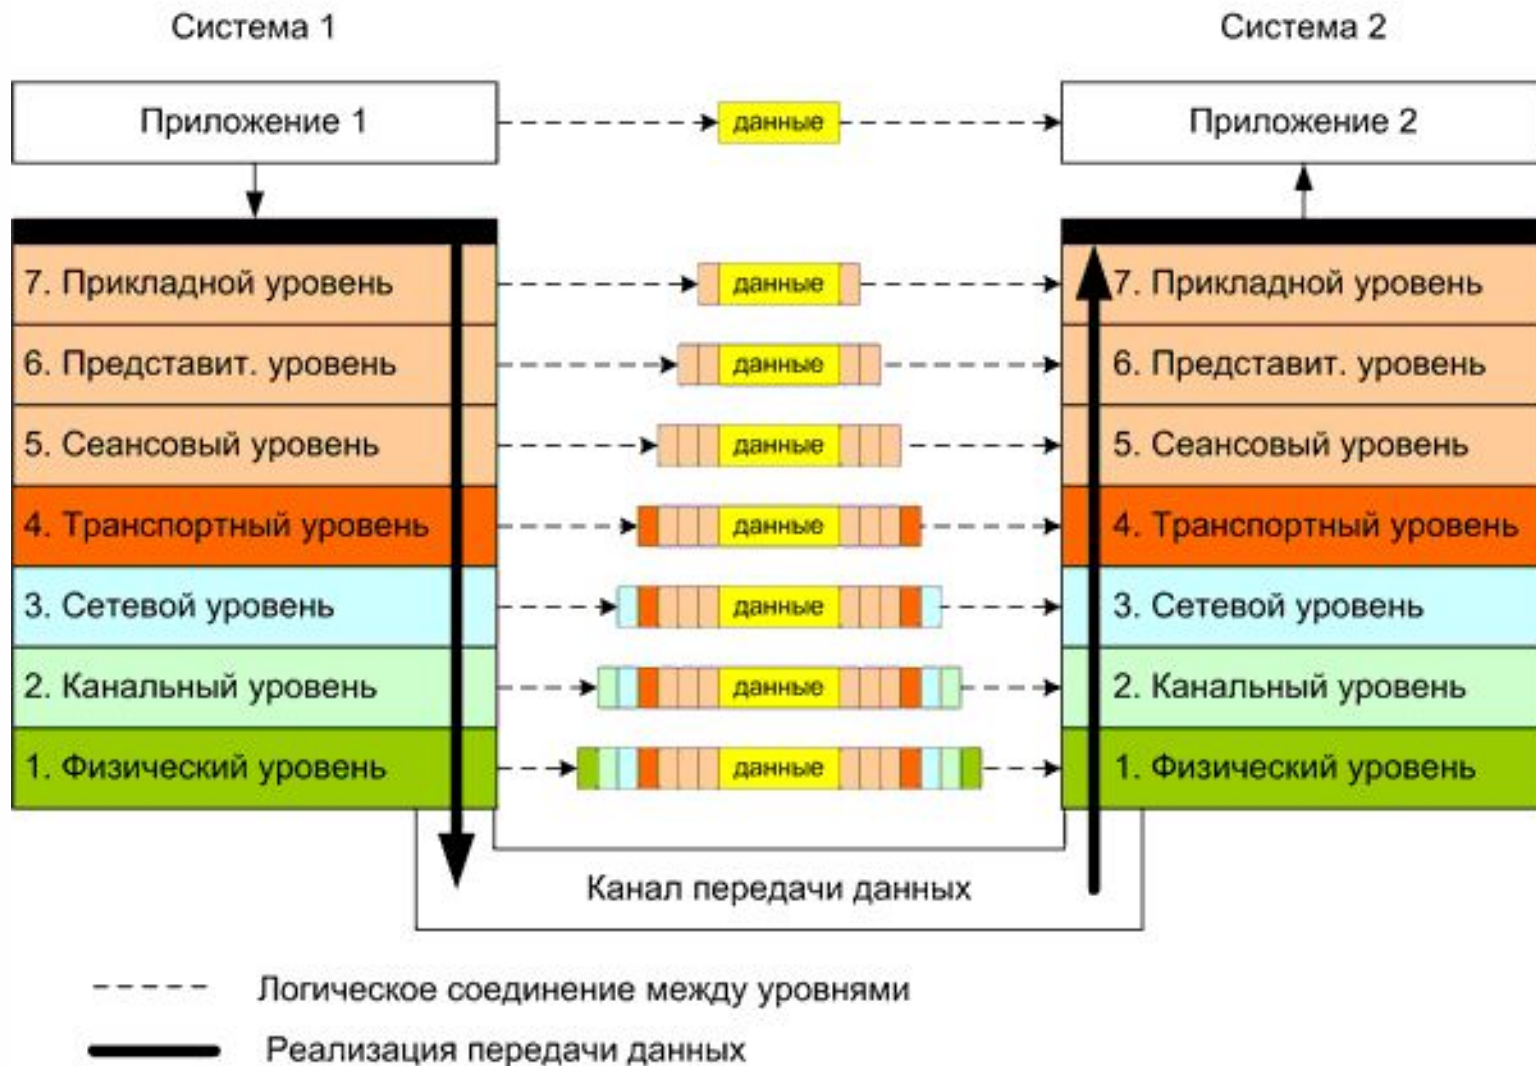 Система 1
Система 2
Приложение 1
данные
Приложение 2
7. Прикладной уровень
данные
7. Прикладной уровень
6. Представит. уровень
данные
6. Представит. уровень
5. Сеансовый уровень
данные
5. Сеансовый уровень
4. Транспортный уровень
данные
4. Транспортный уровень
3. Сетевой уровень
данные
3. Сетевой уровень
2. Канальный уровень
данные
2. Канальный уровень
1. Физический уровень
данные
1. Физический уровень
Канал передачи данных
Логическое соединение между уровнями
Реализация передачи данных